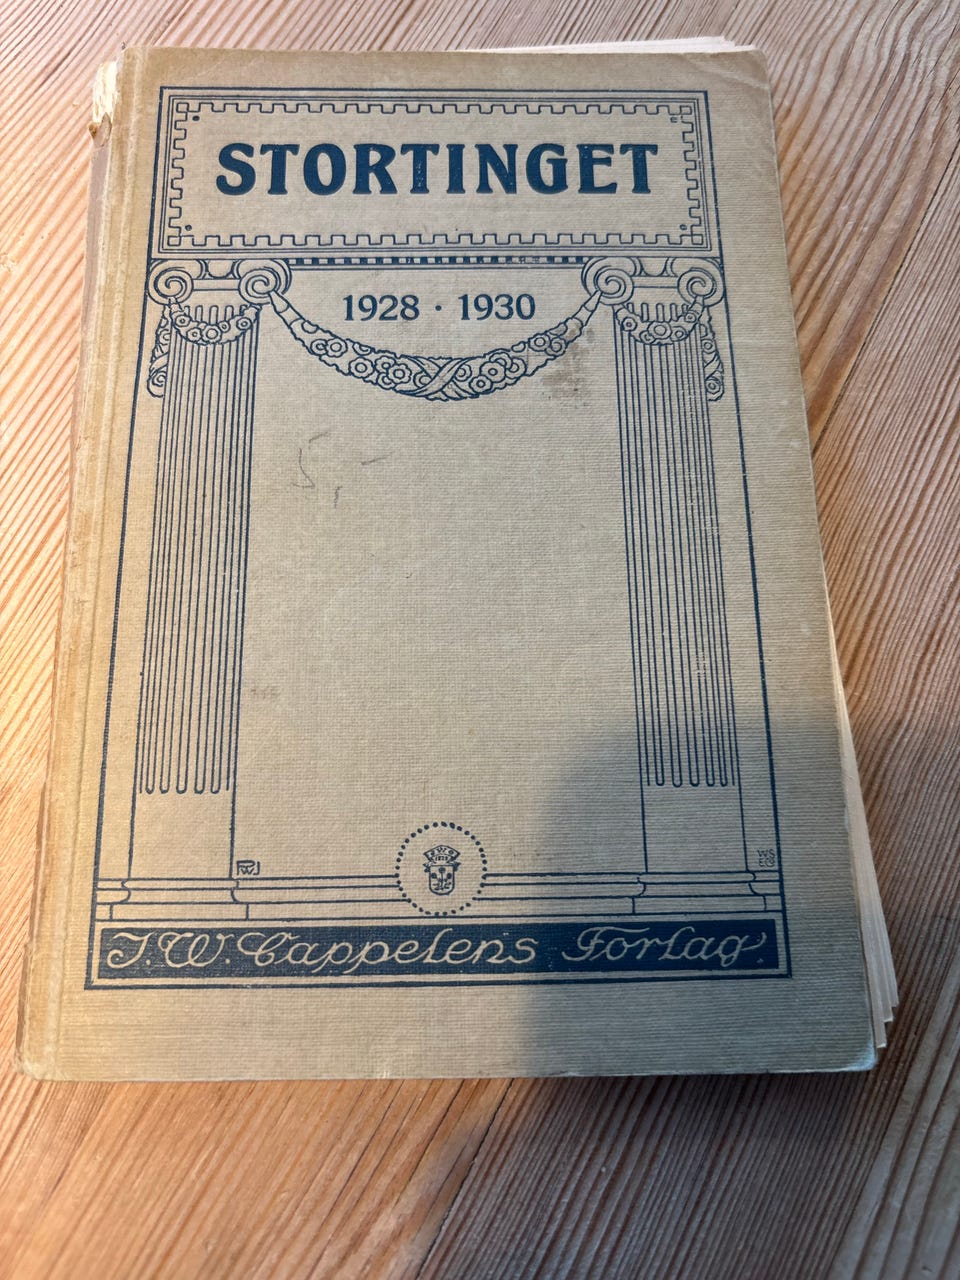 STORTINGET
1928 · 1930
J.W. Cappelens Forlag.